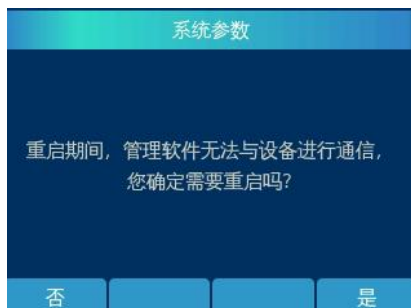 系统参数
重启期间，管理软件无法与设备进行通信，
您确定需要重启吗？
否
是